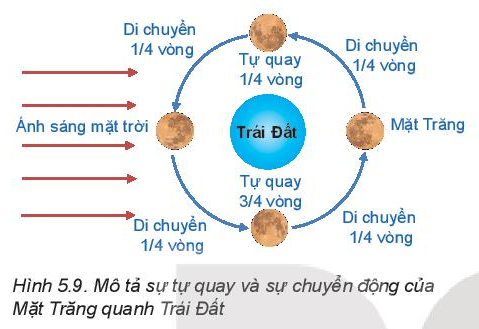 Di chuyển
1/4 vòng
Di chuyển
1/4 vòng
Tự quay
1/4 vòng
Ánh sáng mặt trời
Trái Đất
Mặt Trăng
Tự quay
3/4 vòng
Di chuyển
1/4 vòng
Di chuyển
1/4 vòng
Hình 5.9. Mô tả sự tự quay và sự chuyển động của
Mặt Trăng quanh Trái Đất